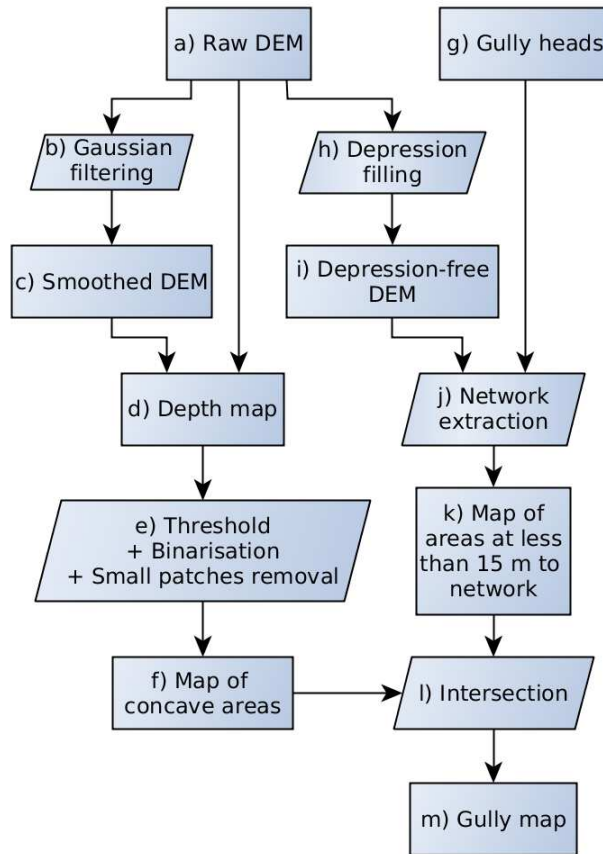 a) Raw DEM
g) Gully heads
b) Gaussian
filtering
h) Depression
filling
c) Smoothed DEM
i) Depression-free
DEM
d) Depth map
j) Network
extraction
e) Threshold
+ Binarisation
+ Small patches removal
k) Map of
areas at less
than 15 m to
network
f) Map of
concave areas
l) Intersection
m) Gully map